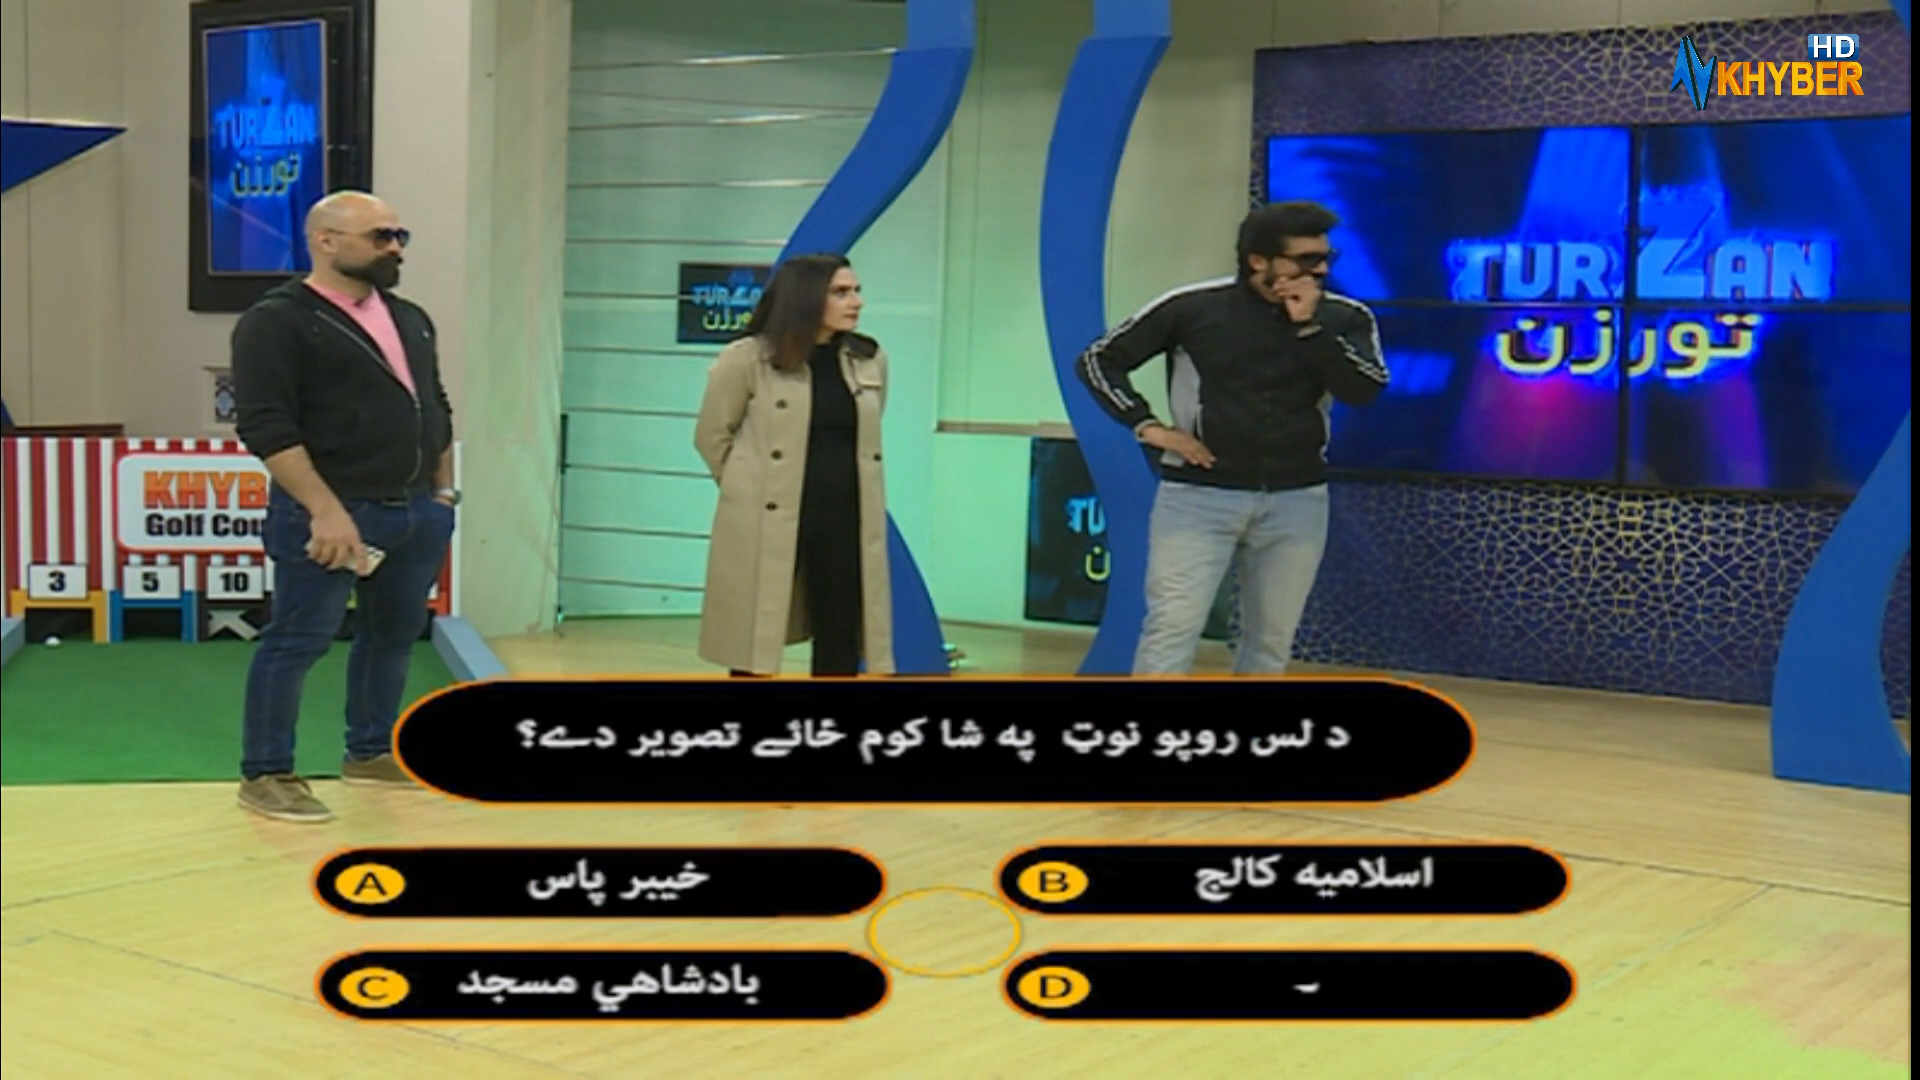 HD
KHYBER
TURZAN
تورزن
TURZAN
تورزن
KHYB
Golf Cou
3 5 10
د لس روپو نوټ په شا کوم ځائے تصویر دے؟
A خیبر پاس
B اسلامیه کالج
C بادشاهي مسجد
D -